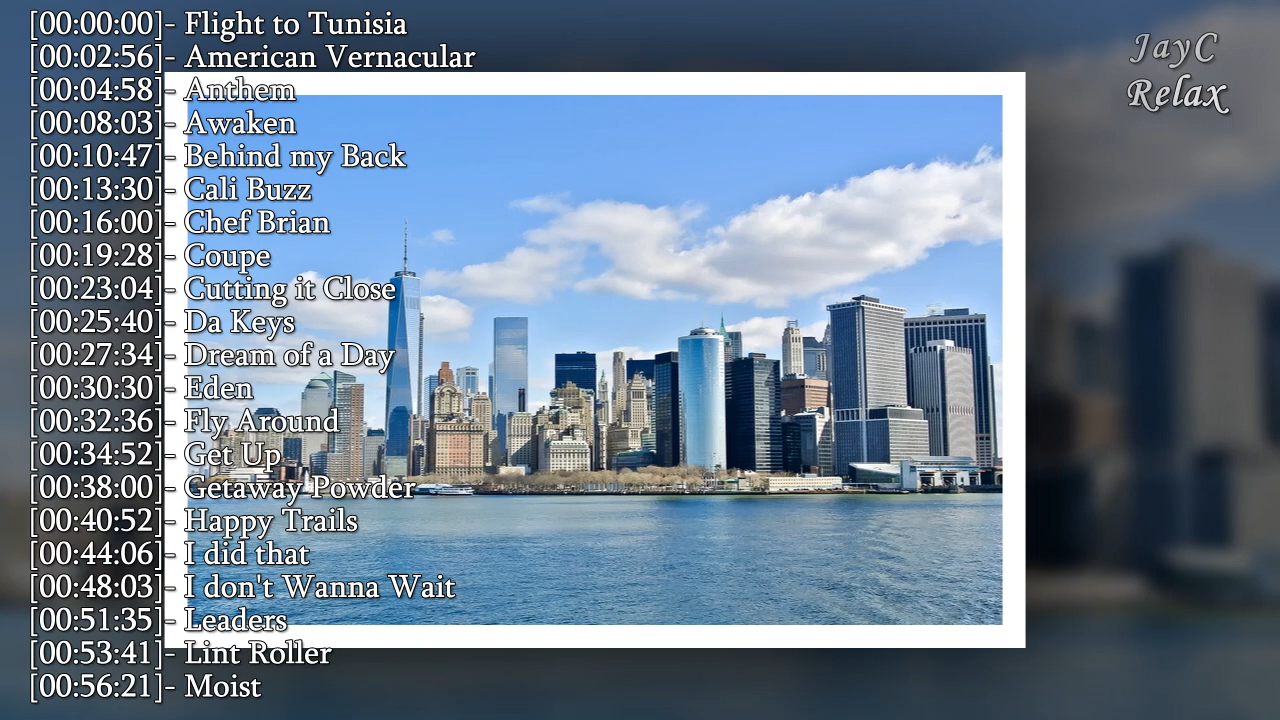 [00:00:00]- Flight to Tunisia
[00:02:56]- American Vernacular
[00:04:58]- Anthem
[00:08:03]- Awaken
[00:10:47]- Behind my Back
[00:13:30]- Cali Buzz
[00:16:00]- Chef Brian
[00:19:28]- Coupe
[00:23:04]- Cutting it Close
[00:25:40]- Da Keys
[00:27:34]- Dream of a Day
[00:30:30]- Eden
[00:32:36]- Fly Around
[00:34:52]- Get Up
[00:38:00]- Getaway Powder
[00:40:52]- Happy Trails
[00:44:06]- I did that
[00:48:03]- I don't Wanna Wait
[00:51:35]- Leaders
[00:53:41]- Lint Roller
[00:56:21]- Moist
JayC
Relax